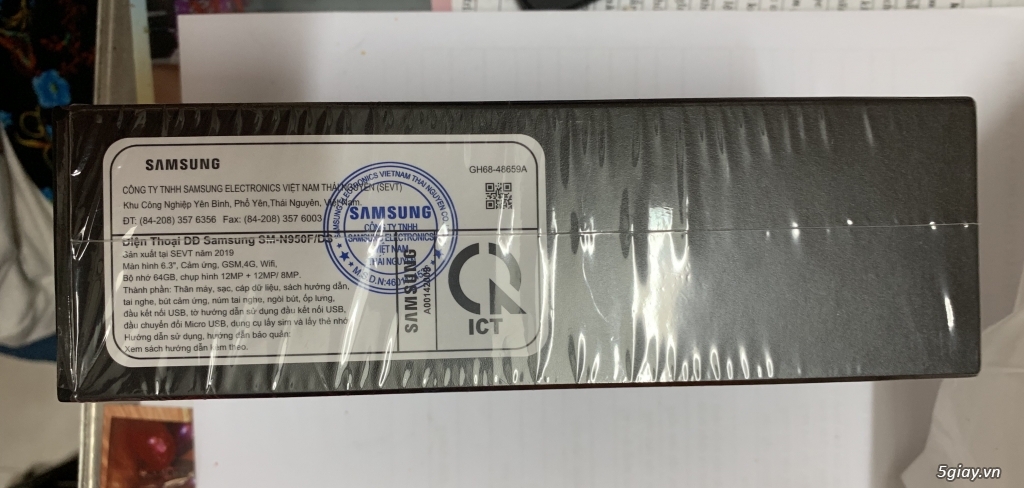 SAMSUNG
GH68-48659A
CÔNG TY TNHH SAMSUNG ELECTRONICS VIỆT NAM THÁI NGUYÊN (SEVT)
Khu Công Nghiệp Yên Bình, Phổ Yên,Thái Nguyên, Việt Nam.
ĐT: (84-208) 357 6356 Fax: (84-208) 357 6003
Điện Thoại DD Samsung SM-N950F/DS
Sản xuất tại SEVT năm 2019
Màn hình 6.3", Cảm ứng, GSM,4G, Wifi,
Bộ nhớ 64GB, chụp hình 12MP + 12MP/ 8MP.
Thành phần: Thân máy, sạc, cáp dữ liệu, sách hướng dẫn,
tai nghe, bút cảm ứng, núm tai nghe, ngòi bút, ốp lưng,
đầu kết nối USB, tờ hướng dẫn sử dụng đầu kết nối USB,
đầu chuyển đổi Micro USB, dụng cụ lấy sim và lấy thẻ nhớ
Hướng dẫn sử dụng, hướng dẫn bảo quản:
Xem sách hướng dẫn kèm theo.
SAMSUNG ELECTRONICS VIETNAM THAI NGUYEN CO.
SAMSUNG
CÔNG TY TNHH
SAMSUNG ELECTRONICS
VIỆT NAM
THÁI NGUYÊN
SAMSUNG
ICT
5giay.vn